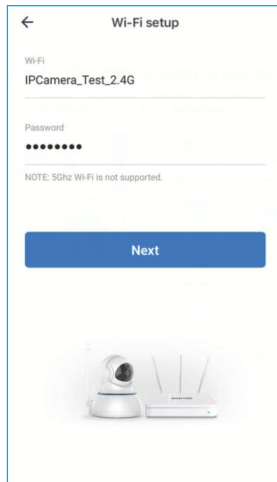 Wi-Fi setup
Wi-Fi
IPCamera_Test_2.4G
Password
••••••••
NOTE: 5Ghz Wi-Fi is not supported.
Next